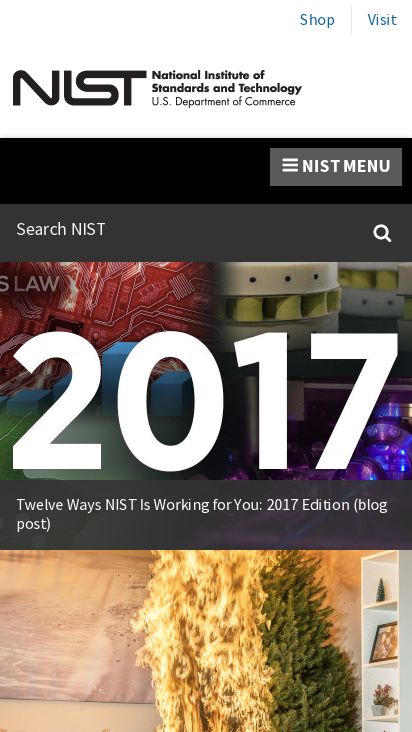 Shop Visit
NIST National Institute of
Standards and Technology
U.S. Department of Commerce
NIST MENU
Search NIST
S LAW
2017
Twelve Ways NIST Is Working for You: 2017 Edition (blog
post)